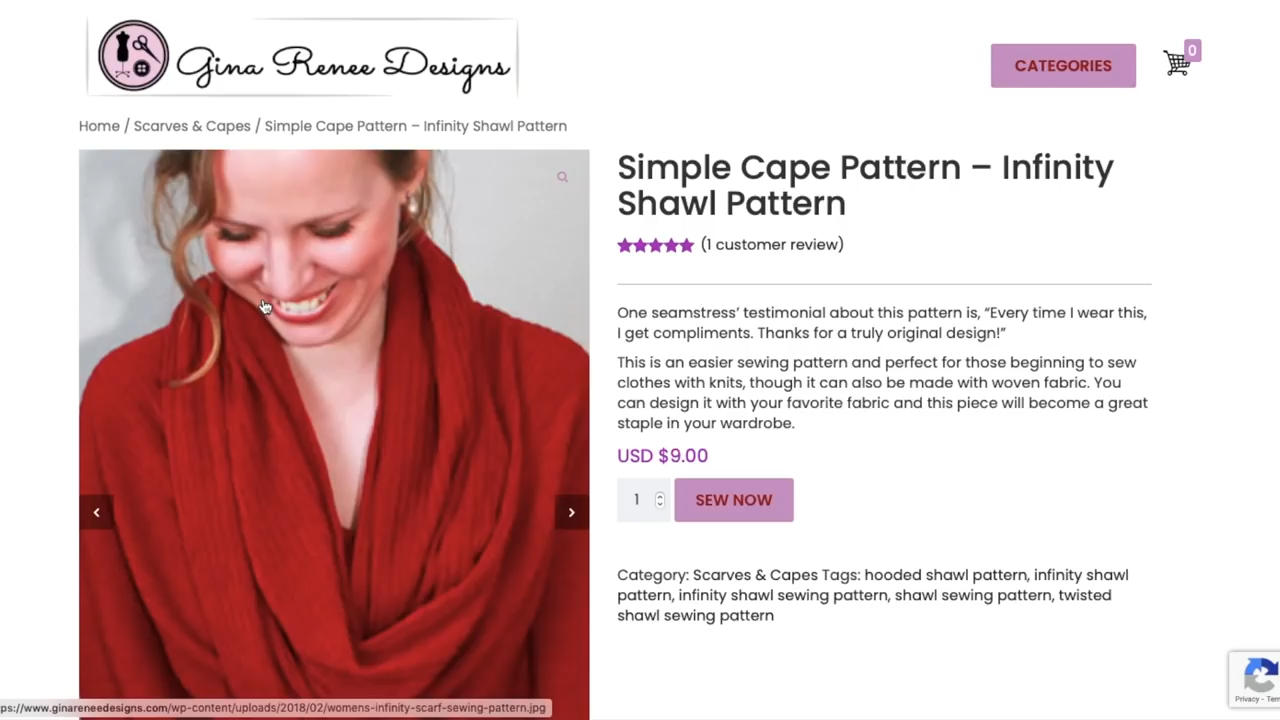 Gina Renee Designs
CATEGORIES
0
Home / Scarves & Capes / Simple Cape Pattern – Infinity Shawl Pattern
Simple Cape Pattern – Infinity
Shawl Pattern
(1 customer review)
One seamstress’ testimonial about this pattern is, “Every time I wear this,
I get compliments. Thanks for a truly original design!”
This is an easier sewing pattern and perfect for those beginning to sew
clothes with knits, though it can also be made with woven fabric. You
can design it with your favorite fabric and this piece will become a great
staple in your wardrobe.
USD $9.00
1
SEW NOW
Category: Scarves & Capes Tags: hooded shawl pattern, infinity shawl
pattern, infinity shawl sewing pattern, shawl sewing pattern, twisted
shawl sewing pattern
Privacy - Tern
ps://www.ginareneedesigns.com/wp-content/uploads/2018/02/womens-infinity-scarf-sewing-pattern.jpg